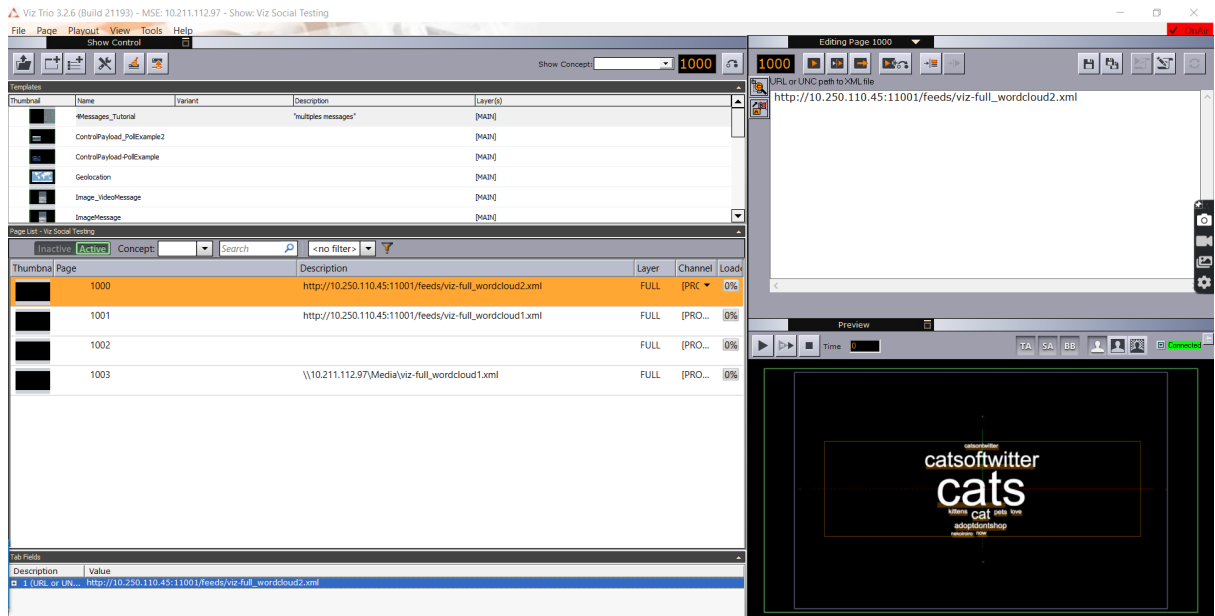 Viz Trio 3.2.6 (Build 21193) - MSE: 10.211.112.97 - Show: Viz Social Testing
File Page Playout View Tools Help
OnAir
Show Control
Show Concept:
1000
Templates
Thumbnail Name Variant Description Layer(s)
4Messages_Tutorial "multiples messages" [MAIN]
ControlPayload_PollExample2 [MAIN]
ControlPayload-PollExample [MAIN]
Geolocation [MAIN]
Image_VideoMessage [MAIN]
ImageMessage [MAIN]
Page List - Viz Social Testing
Inactive Active Concept: Search <no filter>
Thumbna Page Description Layer Channel Load
1000 http://10.250.110.45:11001/feeds/viz-full_wordcloud2.xml FULL [PRC 0%
1001 http://10.250.110.45:11001/feeds/viz-full_wordcloud1.xml FULL [PRO... 0%
1002 FULL [PRO... 0%
1003 \\10.211.112.97\Media\viz-full_wordcloud1.xml FULL [PRO... 0%
Tab Fields
Description Value
1 (URL or UN... http://10.250.110.45:11001/feeds/viz-full_wordcloud2.xml
Editing Page 1000
1000
URL or UNC path to XML file
http://10.250.110.45:11001/feeds/viz-full_wordcloud2.xml
Preview
Time 0 TA SA BB Connected
catsontwitter
catsoftwitter
cats
kittens cat pets love
adoptdontshop
now